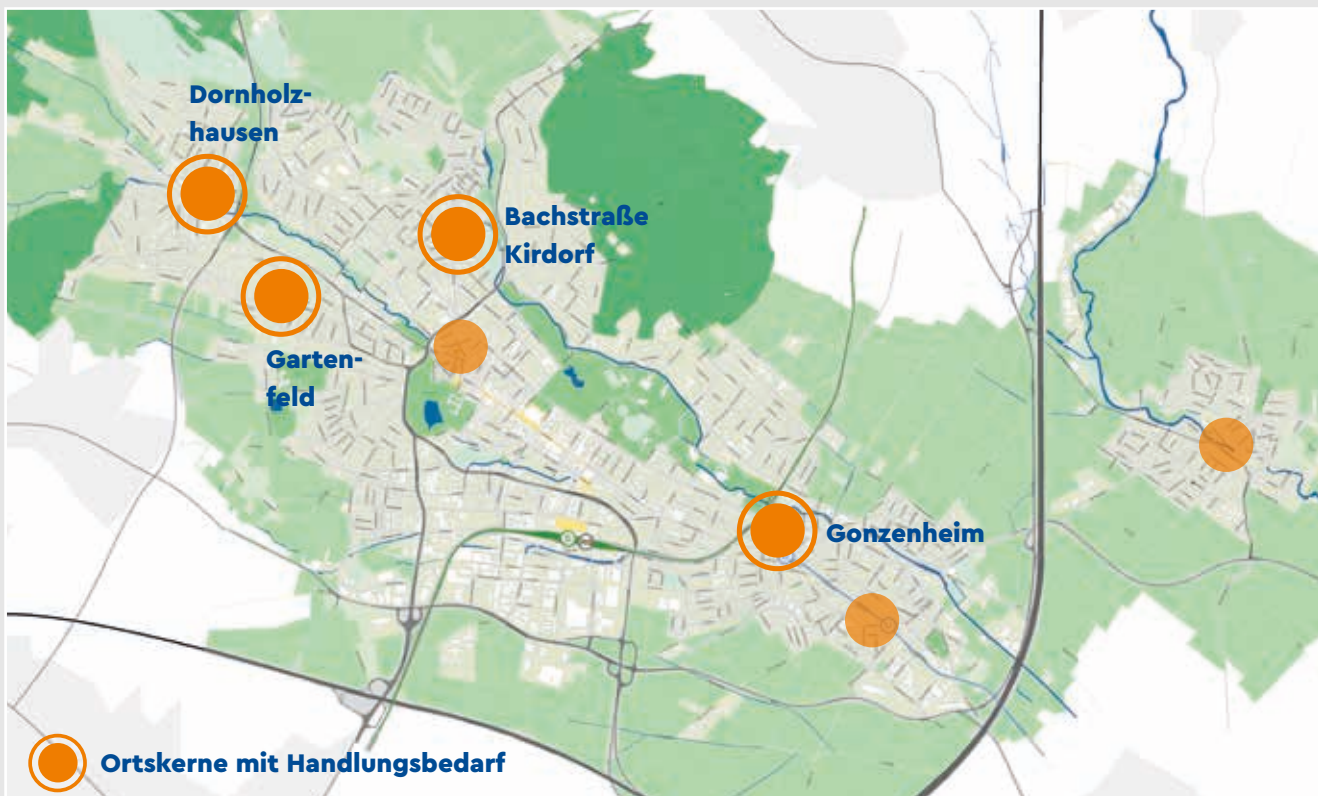 Dornholz-
hausen
Bachstraße
Kirdorf
Garten-
feld
Gonzenheim
Ortskerne mit Handlungsbedarf